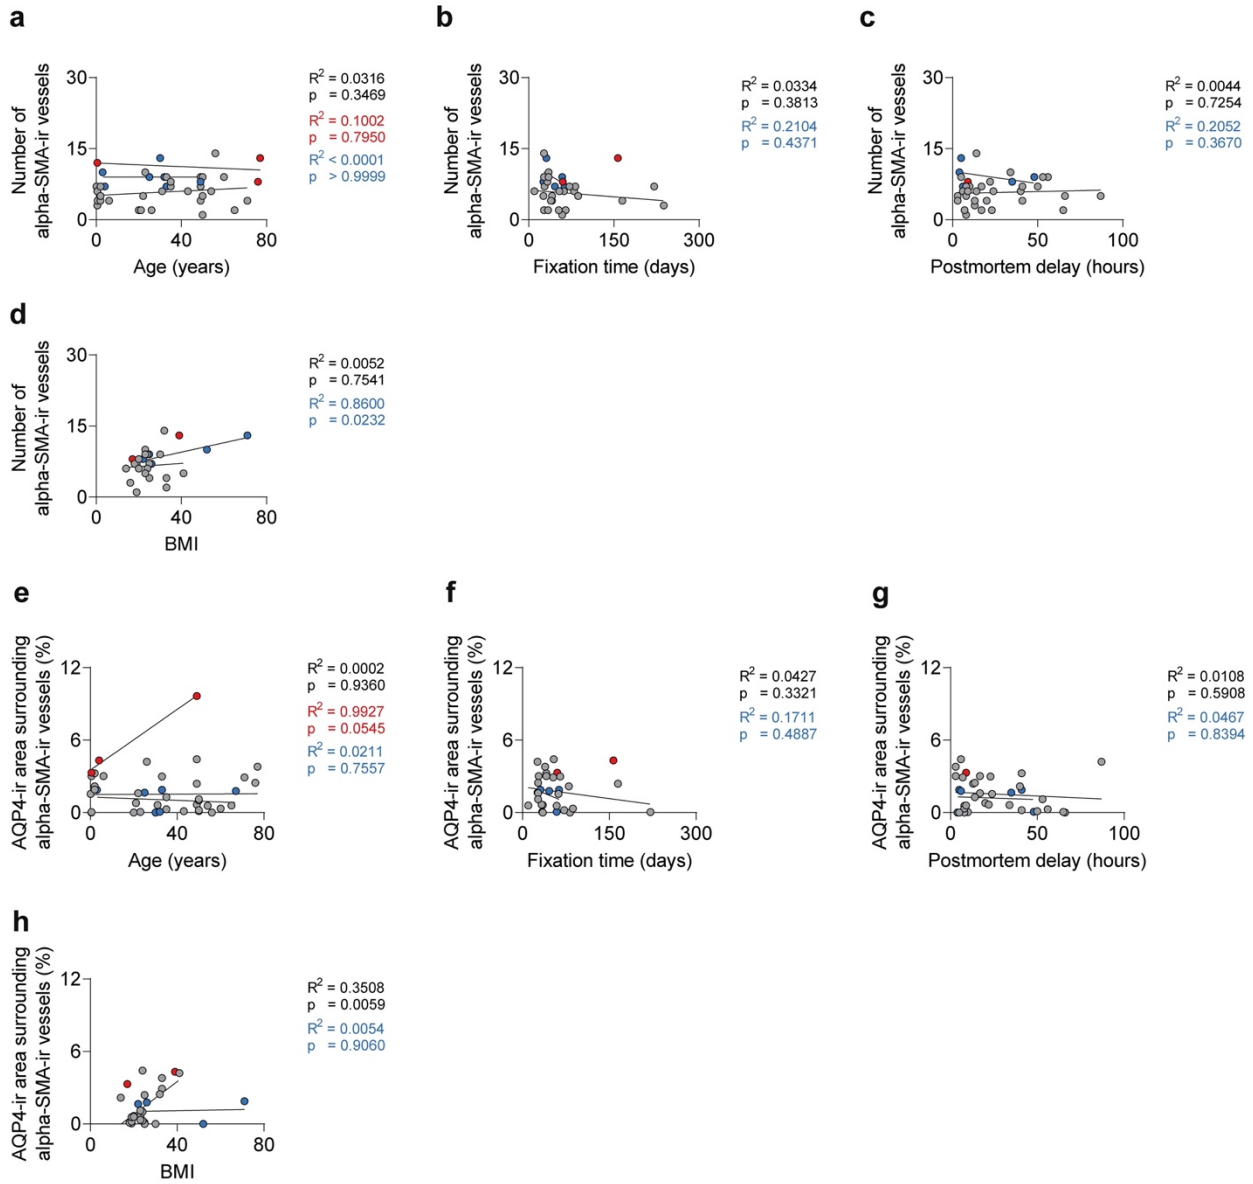 a
Number of
alpha-SMA-ir vessels
30
15
0
0 40 80
Age (years)
R² = 0.0316
p = 0.3469
R² = 0.1002
p = 0.7950
R² < 0.0001
p > 0.9999
b
Number of
alpha-SMA-ir vessels
30
15
0
0 150 300
Fixation time (days)
R² = 0.0334
p = 0.3813
R² = 0.2104
p = 0.4371
c
Number of
alpha-SMA-ir vessels
30
15
0
0 50 100
Postmortem delay (hours)
R² = 0.0044
p = 0.7254
R² = 0.2052
p = 0.3670
d
Number of
alpha-SMA-ir vessels
30
15
0
0 40 80
BMI
R² = 0.0052
p = 0.7541
R² = 0.8600
p = 0.0232
e
AQP4-ir area surrounding
alpha-SMA-ir vessels (%)
12
6
0
0 40 80
Age (years)
R² = 0.0002
p = 0.9360
R² = 0.9927
p = 0.0545
R² = 0.0211
p = 0.7557
f
AQP4-ir area surrounding
alpha-SMA-ir vessels (%)
12
6
0
0 150 300
Fixation time (days)
R² = 0.0427
p = 0.3321
R² = 0.1711
p = 0.4887
g
AQP4-ir area surrounding
alpha-SMA-ir vessels (%)
12
6
0
0 50 100
Postmortem delay (hours)
R² = 0.0108
p = 0.5908
R² = 0.0467
p = 0.8394
h
AQP4-ir area surrounding
alpha-SMA-ir vessels (%)
12
6
0
0 40 80
BMI
R² = 0.3508
p = 0.0059
R² = 0.0054
p = 0.9060